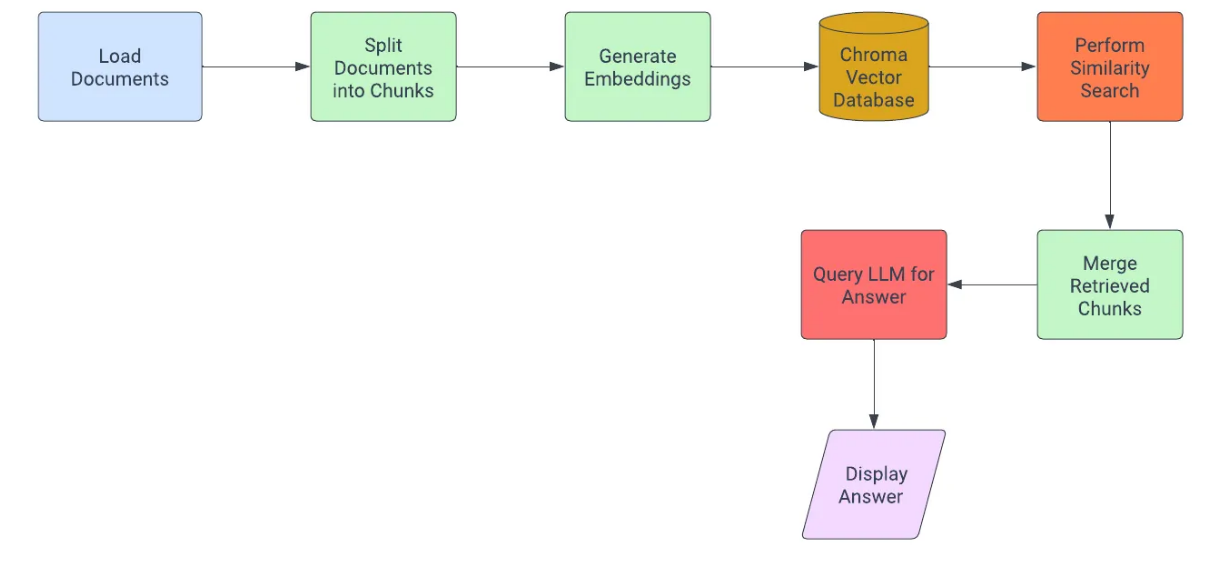 Load
Documents
Split
Documents
into Chunks
Generate
Embeddings
Chroma
Vector
Database
Perform
Similarity
Search
Merge
Retrieved
Chunks
Query LLM for
Answer
Display
Answer